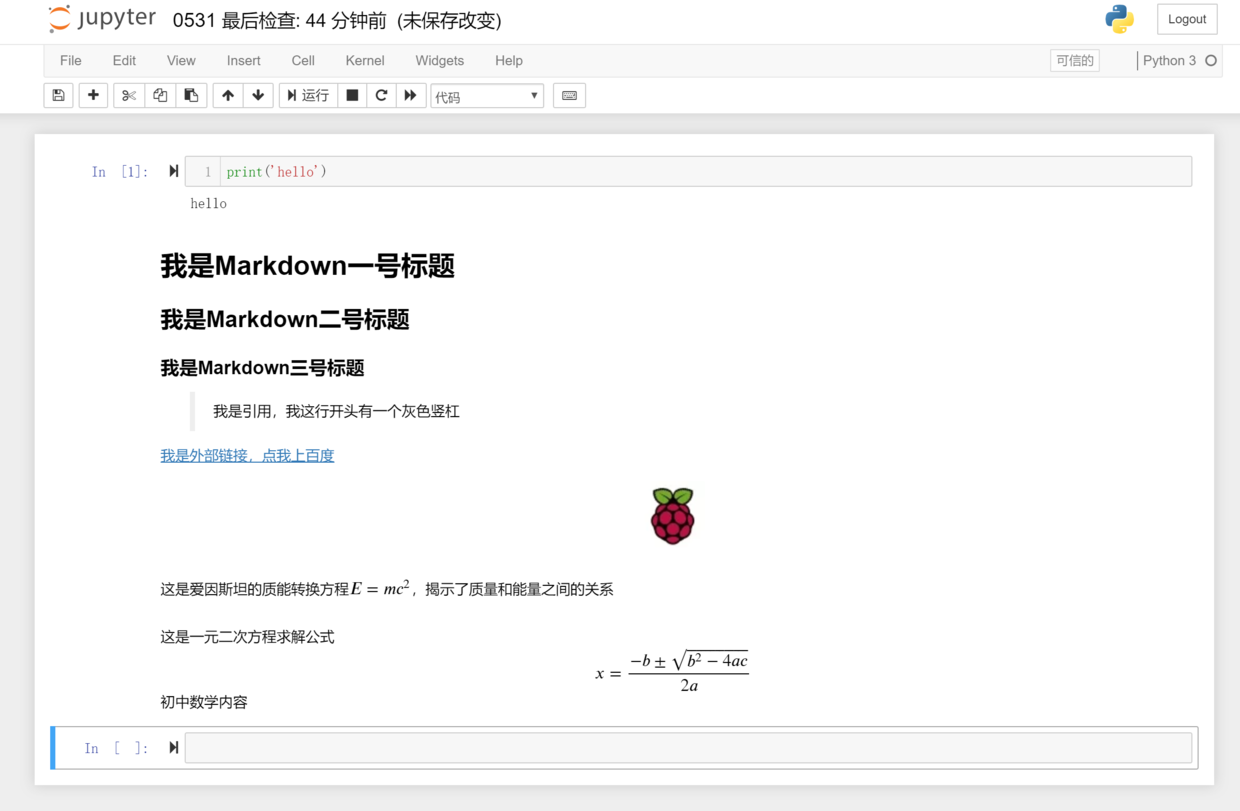 jupyter 0531 最后检查: 44 分钟前 (未保存改变) Logout
File Edit View Insert Cell Kernel Widgets Help 可信的 Python 3
运行 代码
In [1]: 1 print('hello')
hello
我是Markdown一号标题
我是Markdown二号标题
我是Markdown三号标题
我是引用，我这行开头有一个灰色竖杠
我是外部链接，点我上百度
这是爱因斯坦的质能转换方程E = mc²，揭示了质量和能量之间的关系
这是一元二次方程求解公式
x = \frac{-b ± \sqrt{b² − 4ac}}{2a}
初中数学内容
In [ ]: